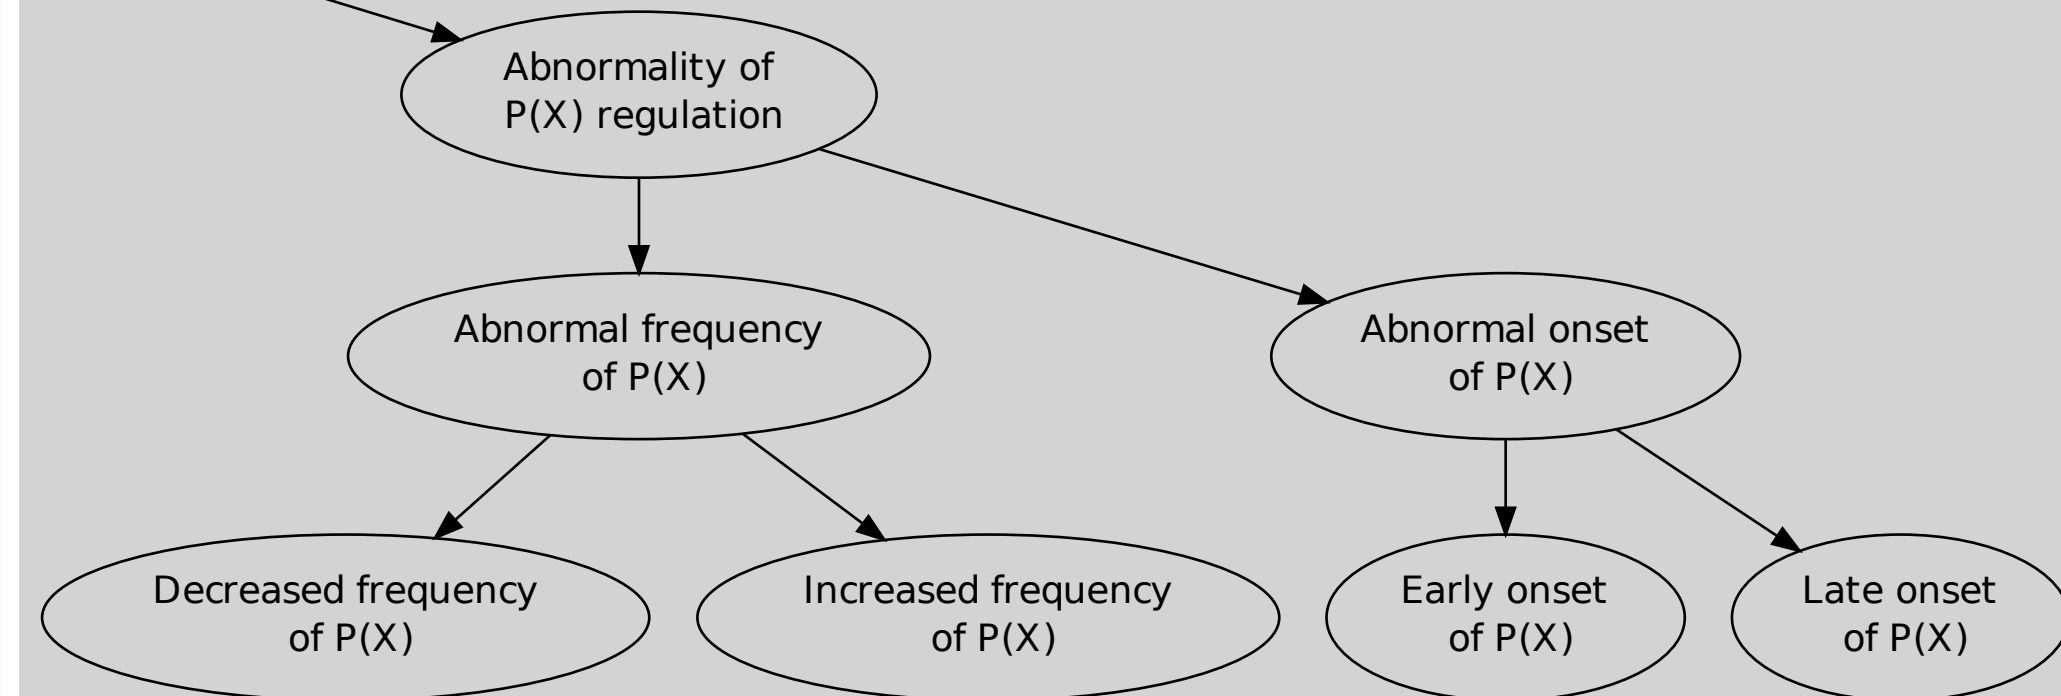 Abnormality of
P(X) regulation
Abnormal frequency
of P(X)
Abnormal onset
of P(X)
Decreased frequency
of P(X)
Increased frequency
of P(X)
Early onset
of P(X)
Late onset
of P(X)